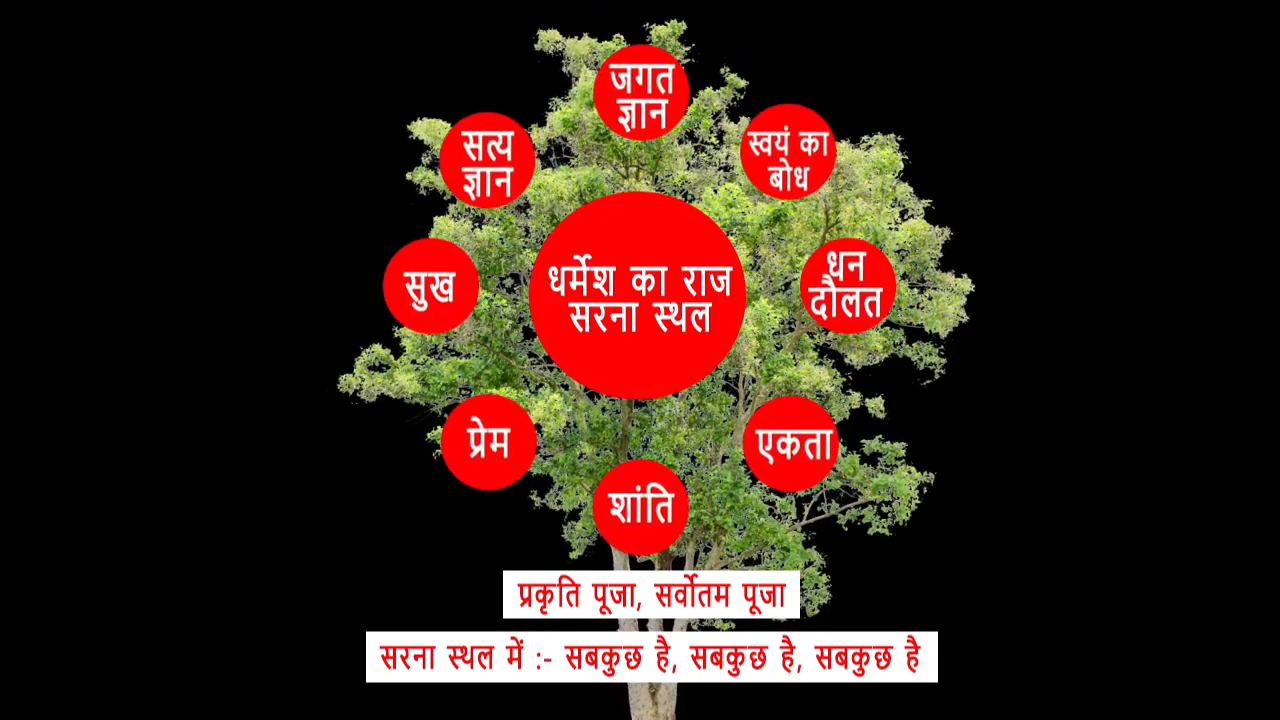 जगत
ज्ञान
स्वयं का
बोध
सत्य
ज्ञान
धर्मेश का राज
सरना स्थल
धन
दौलत
सुख
एकता
प्रेम
शांति
प्रकृति पूजा, सर्वोतम पूजा
सरना स्थल में :- सबकुछ है, सबकुछ है, सबकुछ है